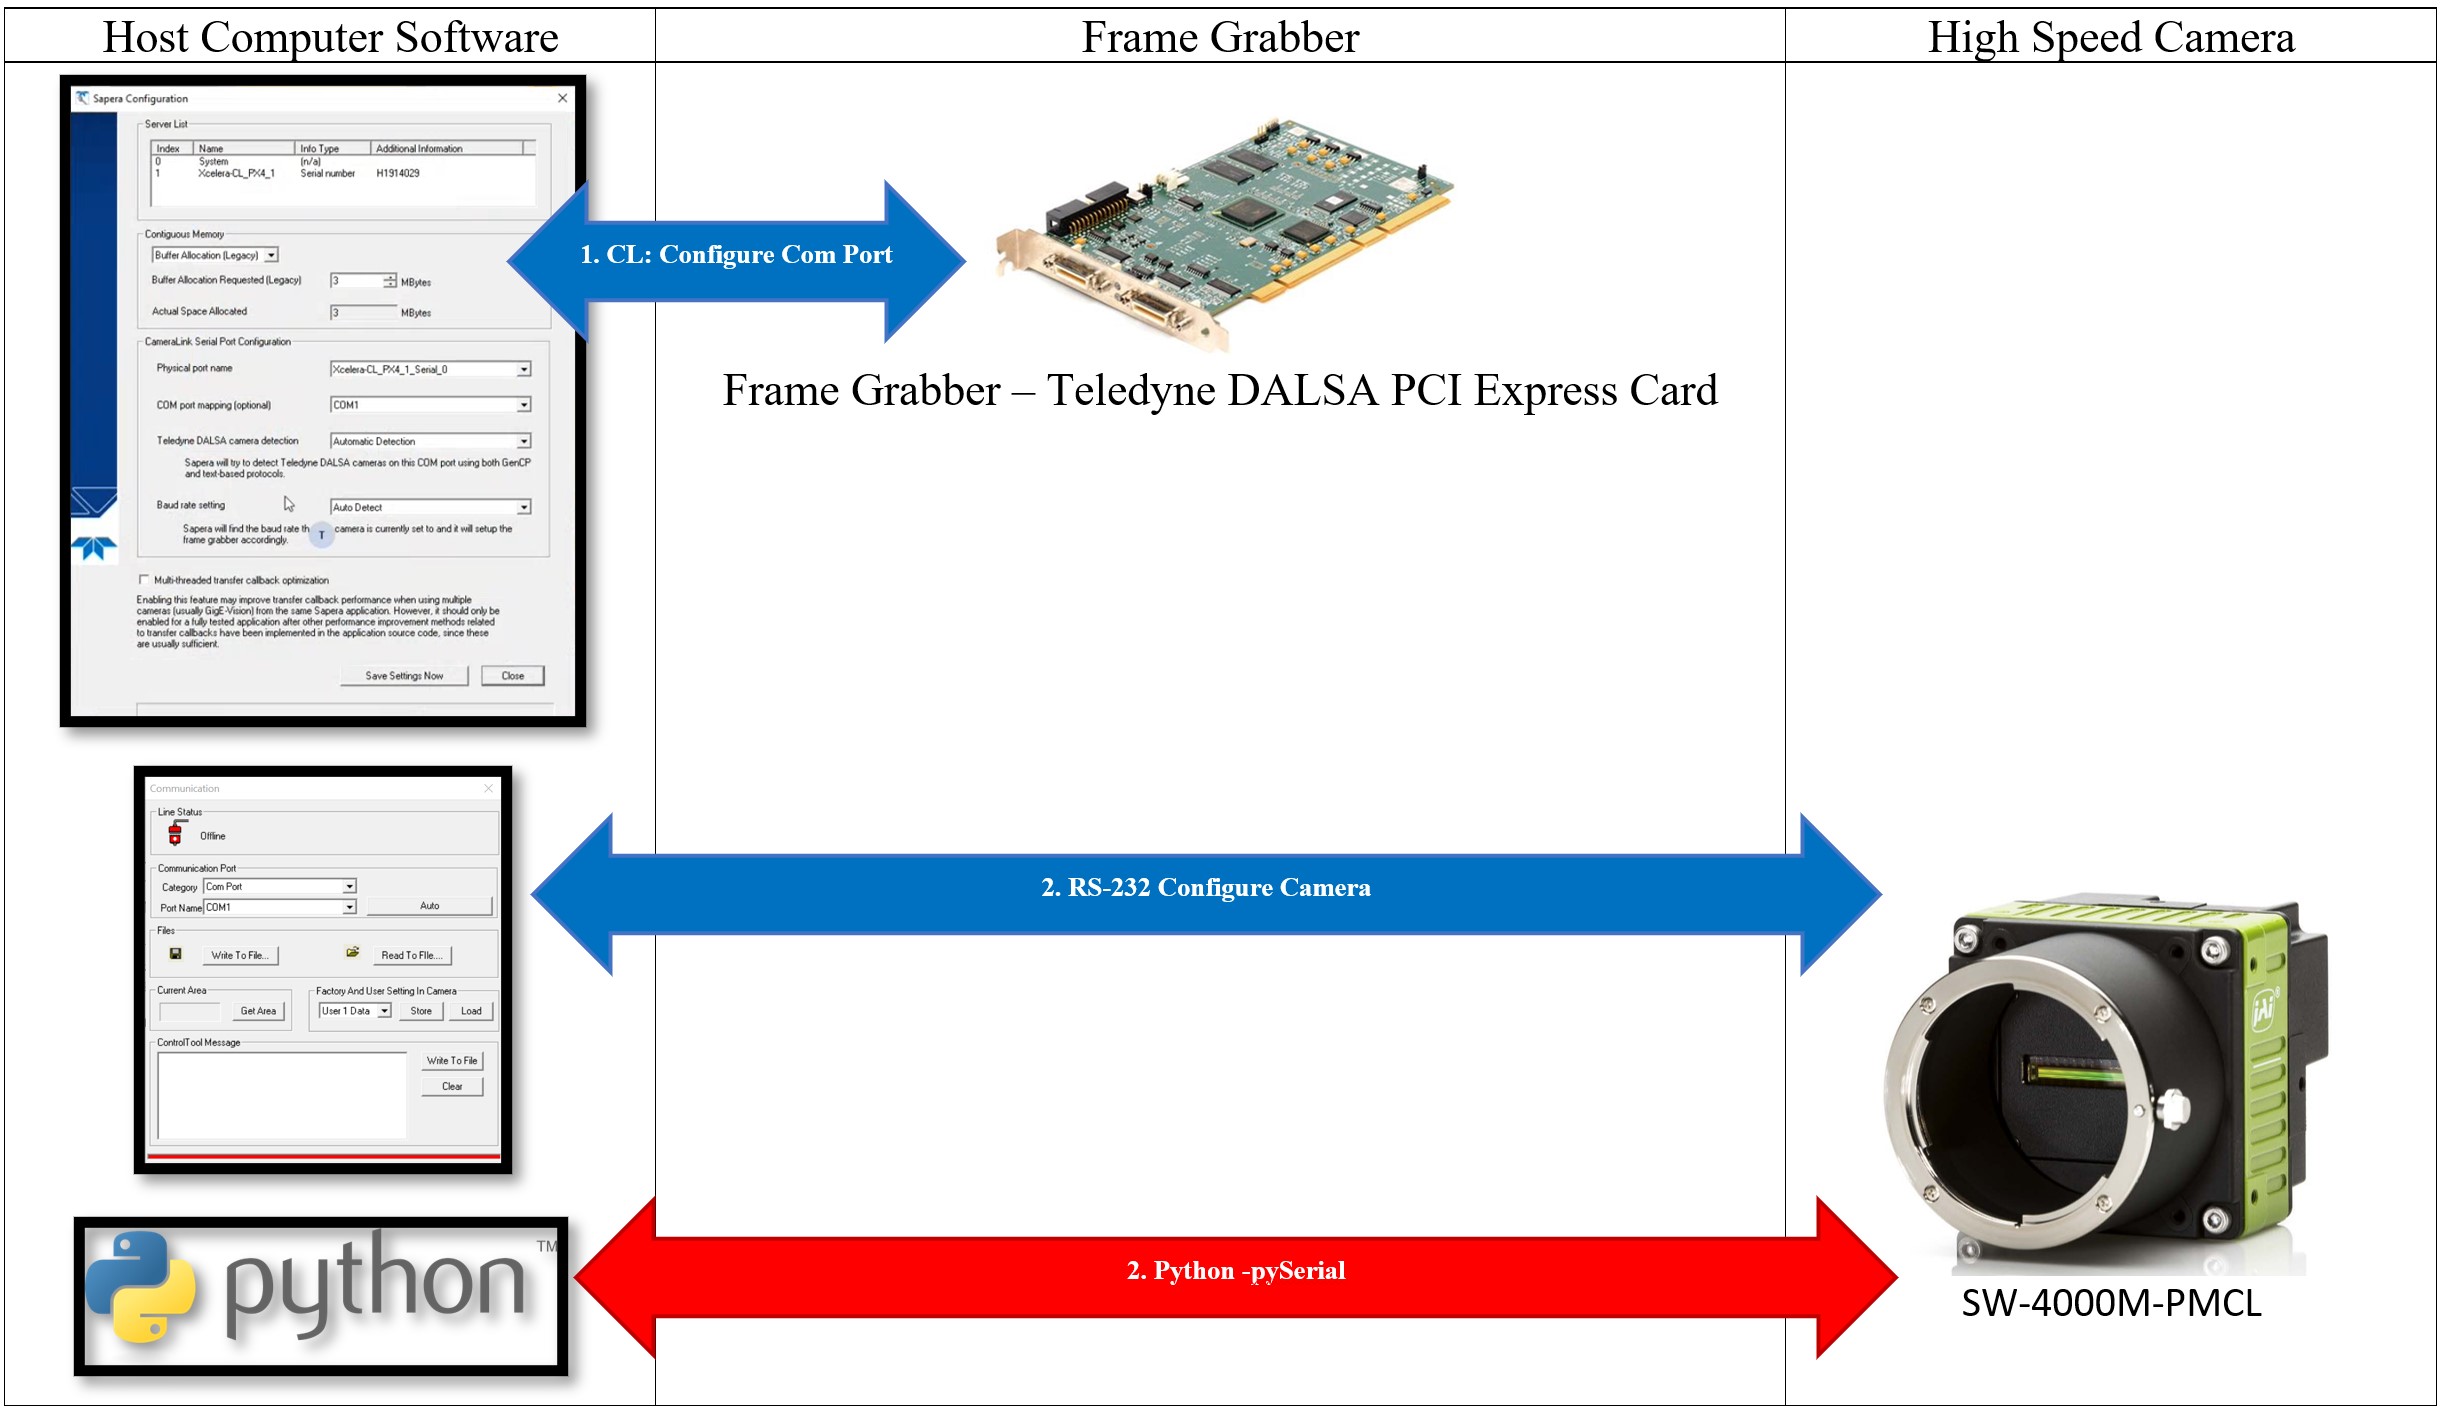 Host Computer Software
Frame Grabber
High Speed Camera
Sapera Configuration
Server List
Index Name Info Type Additional Information
0 System (n/a)
1 Xcelera-CL_PX4_1 Serial number H1914029
Contiguous Memory
Buffer Allocation (Legacy)
Buffer Allocation Requested (Legacy) 3 MBytes
Actual Space Allocated 3 MBytes
CameraLink Serial Port Configuration
Physical port name Xcelera-CL_PX4_1_Serial_0
COM port mapping (optional) COM1
Teledyne DALSA camera detection Automatic Detection
Sapera will try to detect Teledyne DALSA cameras on this COM port using both GenCP
and text-based protocols.
Baud rate setting Auto Detect
Sapera will find the baud rate th camera is currently set to and it will setup the
frame grabber accordingly.
T
Multi-threaded transfer callback optimization
Enabling this feature may improve transfer callback performance when using multiple
cameras (usually GigE-Vision) from the same Sapera application. However, it should only be
enabled for a fully tested application after other performance improvement methods related
to transfer callbacks have been implemented in the application source code, since these
are usually sufficient.
Save Settings Now Close
1. CL: Configure Com Port
Frame Grabber – Teledyne DALSA PCI Express Card
Communication
Line Status
Offline
Communication Port
Category Com Port
Port Name COM1 Auto
Files
Write To File... Read To FIle....
Current Area
Get Area
Factory And User Setting In Camera
User 1 Data Store Load
ControlTool Message
Write To File
Clear
2. RS-232 Configure Camera
JAi
python TM
2. Python -pySerial
SW-4000M-PMCL